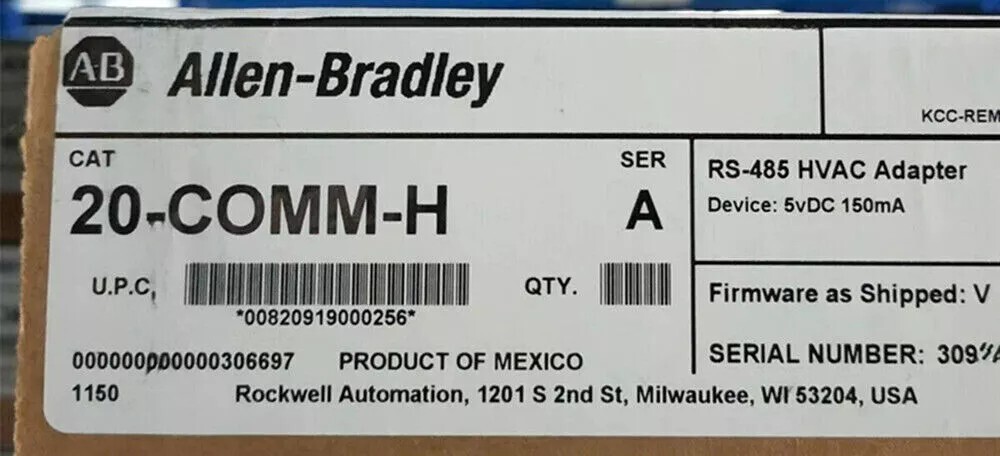 AB Allen-Bradley
KCC-REM
CAT
SER
20-COMM-H
A
RS-485 HVAC Adapter
Device: 5vDC 150mA
U.P.C,
QTY.
*00820919000256*
Firmware as Shipped: V
000000000000306697 PRODUCT OF MEXICO
SERIAL NUMBER: 309
1150 Rockwell Automation, 1201 S 2nd St, Milwaukee, WI 53204, USA